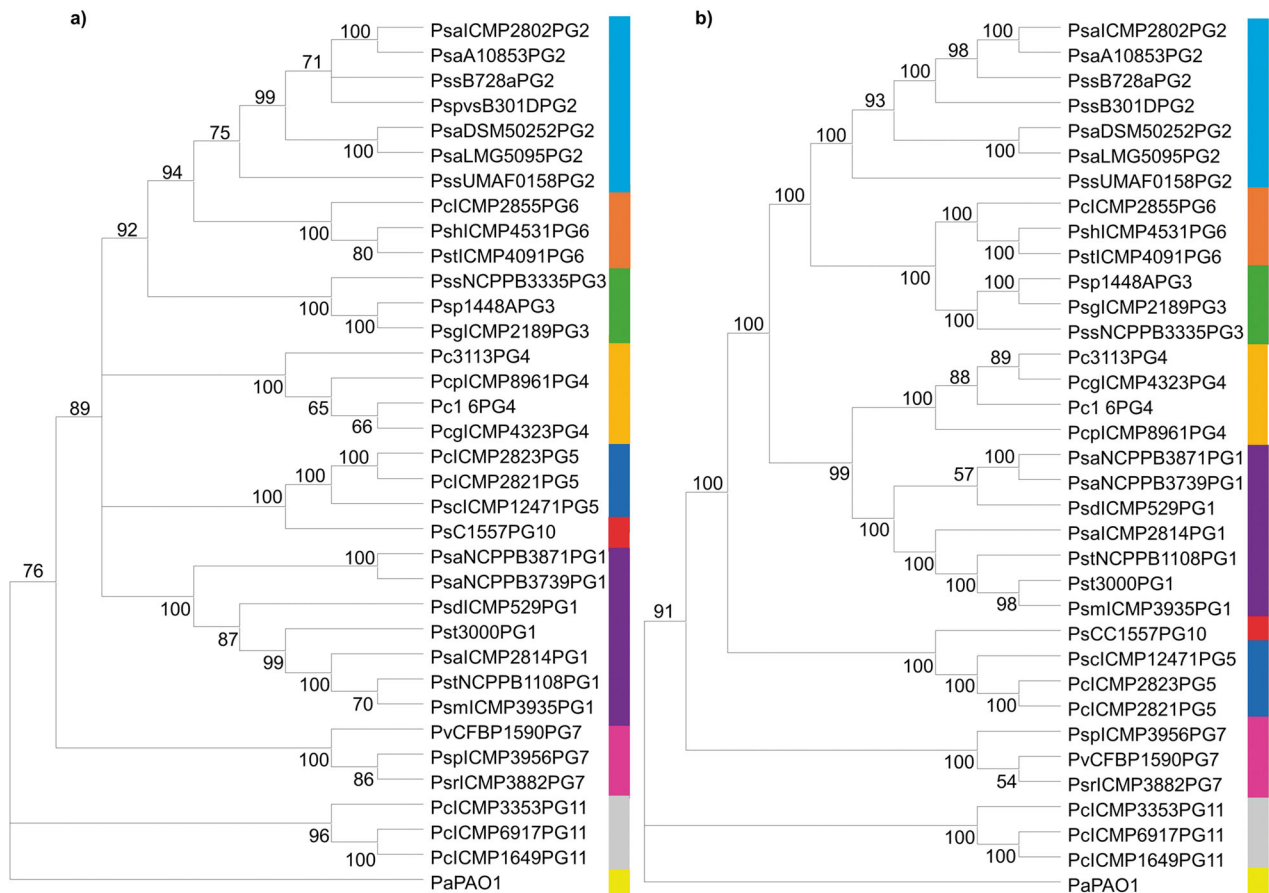 a)
100 PsaICMP2802PG2
71 PsaA10853PG2
99 PssB728aPG2
PspvsB301DPG2
75 PsaDSM50252PG2
100 PsaLMG5095PG2
94 PssUMAF0158PG2
PclCMP2855PG6
92 100 PshICMP4531PG6
80 PstICMP4091PG6
PssNCPPB3335PG3
100 Psp1448APG3
100 PsgICMP2189PG3
Pc3113PG4
100 PcpICMP8961PG4
89 65 Pc1 6PG4
66 PcgICMP4323PG4
100 PcICMP2823PG5
100 PcICMP2821PG5
100 PscICMP12471PG5
PsC1557PG10
100 PsaNCPPB3871PG1
76 PsaNCPPB3739PG1
100 PsdICMP529PG1
87 Pst3000PG1
99 PsaICMP2814PG1
100 PstNCPPB1108PG1
70 PsmICMP3935PG1
PvCFBP1590PG7
100 PspICMP3956PG7
86 PsrICMP3882PG7
PcICMP3353PG11
96 PcICMP6917PG11
100 PcICMP1649PG11
PaPAO1
b)
100 PsaICMP2802PG2
98 PsaA10853PG2
100 PssB728aPG2
93 PssB301DPG2
100 PsaDSM50252PG2
100 PsaLMG5095PG2
PssUMAF0158PG2
100 100 PcICMP2855PG6
PshICMP4531PG6
100 PstICMP4091PG6
100 100 Psp1448APG3
PsgICMP2189PG3
100 PssNCPPB3335PG3
100 89 Pc3113PG4
88 PcgICMP4323PG4
100 Pc1 6PG4
PcpICMP8961PG4
99 100 PsaNCPPB3871PG1
57 PsaNCPPB3739PG1
100 PsdICMP529PG1
100 PsaICMP2814PG1
100 PstNCPPB1108PG1
100 Pst3000PG1
98 PsmICMP3935PG1
91 PsCC1557PG10
100 PscICMP12471PG5
100 PcICMP2823PG5
100 PcICMP2821PG5
PspICMP3956PG7
100 PvCFBP1590PG7
54 PsrICMP3882PG7
PcICMP3353PG11
100 PcICMP6917PG11
100 PcICMP1649PG11
PaPAO1